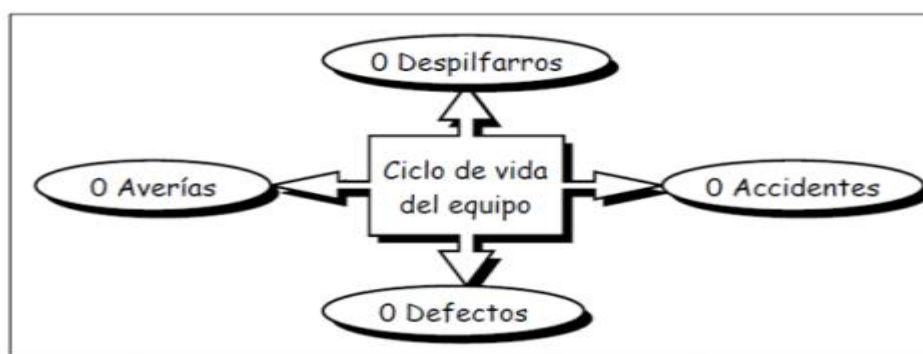 0 Despilfarros
0 Averías
Ciclo de vida
del equipo
0 Accidentes
0 Defectos